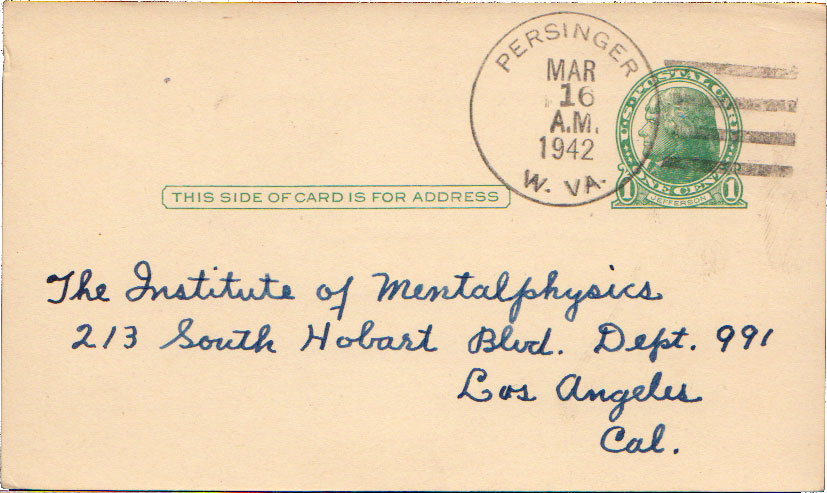 PERSINGER
MAR
16
A.M.
1942
W. VA.
U.S. POSTAL CARD
ONE CENT
1 1
JEFFERSON
THIS SIDE OF CARD IS FOR ADDRESS
The Institute of Mentalphysics
213 South Hobart Blvd. Dept. 991
Los Angeles
Cal.